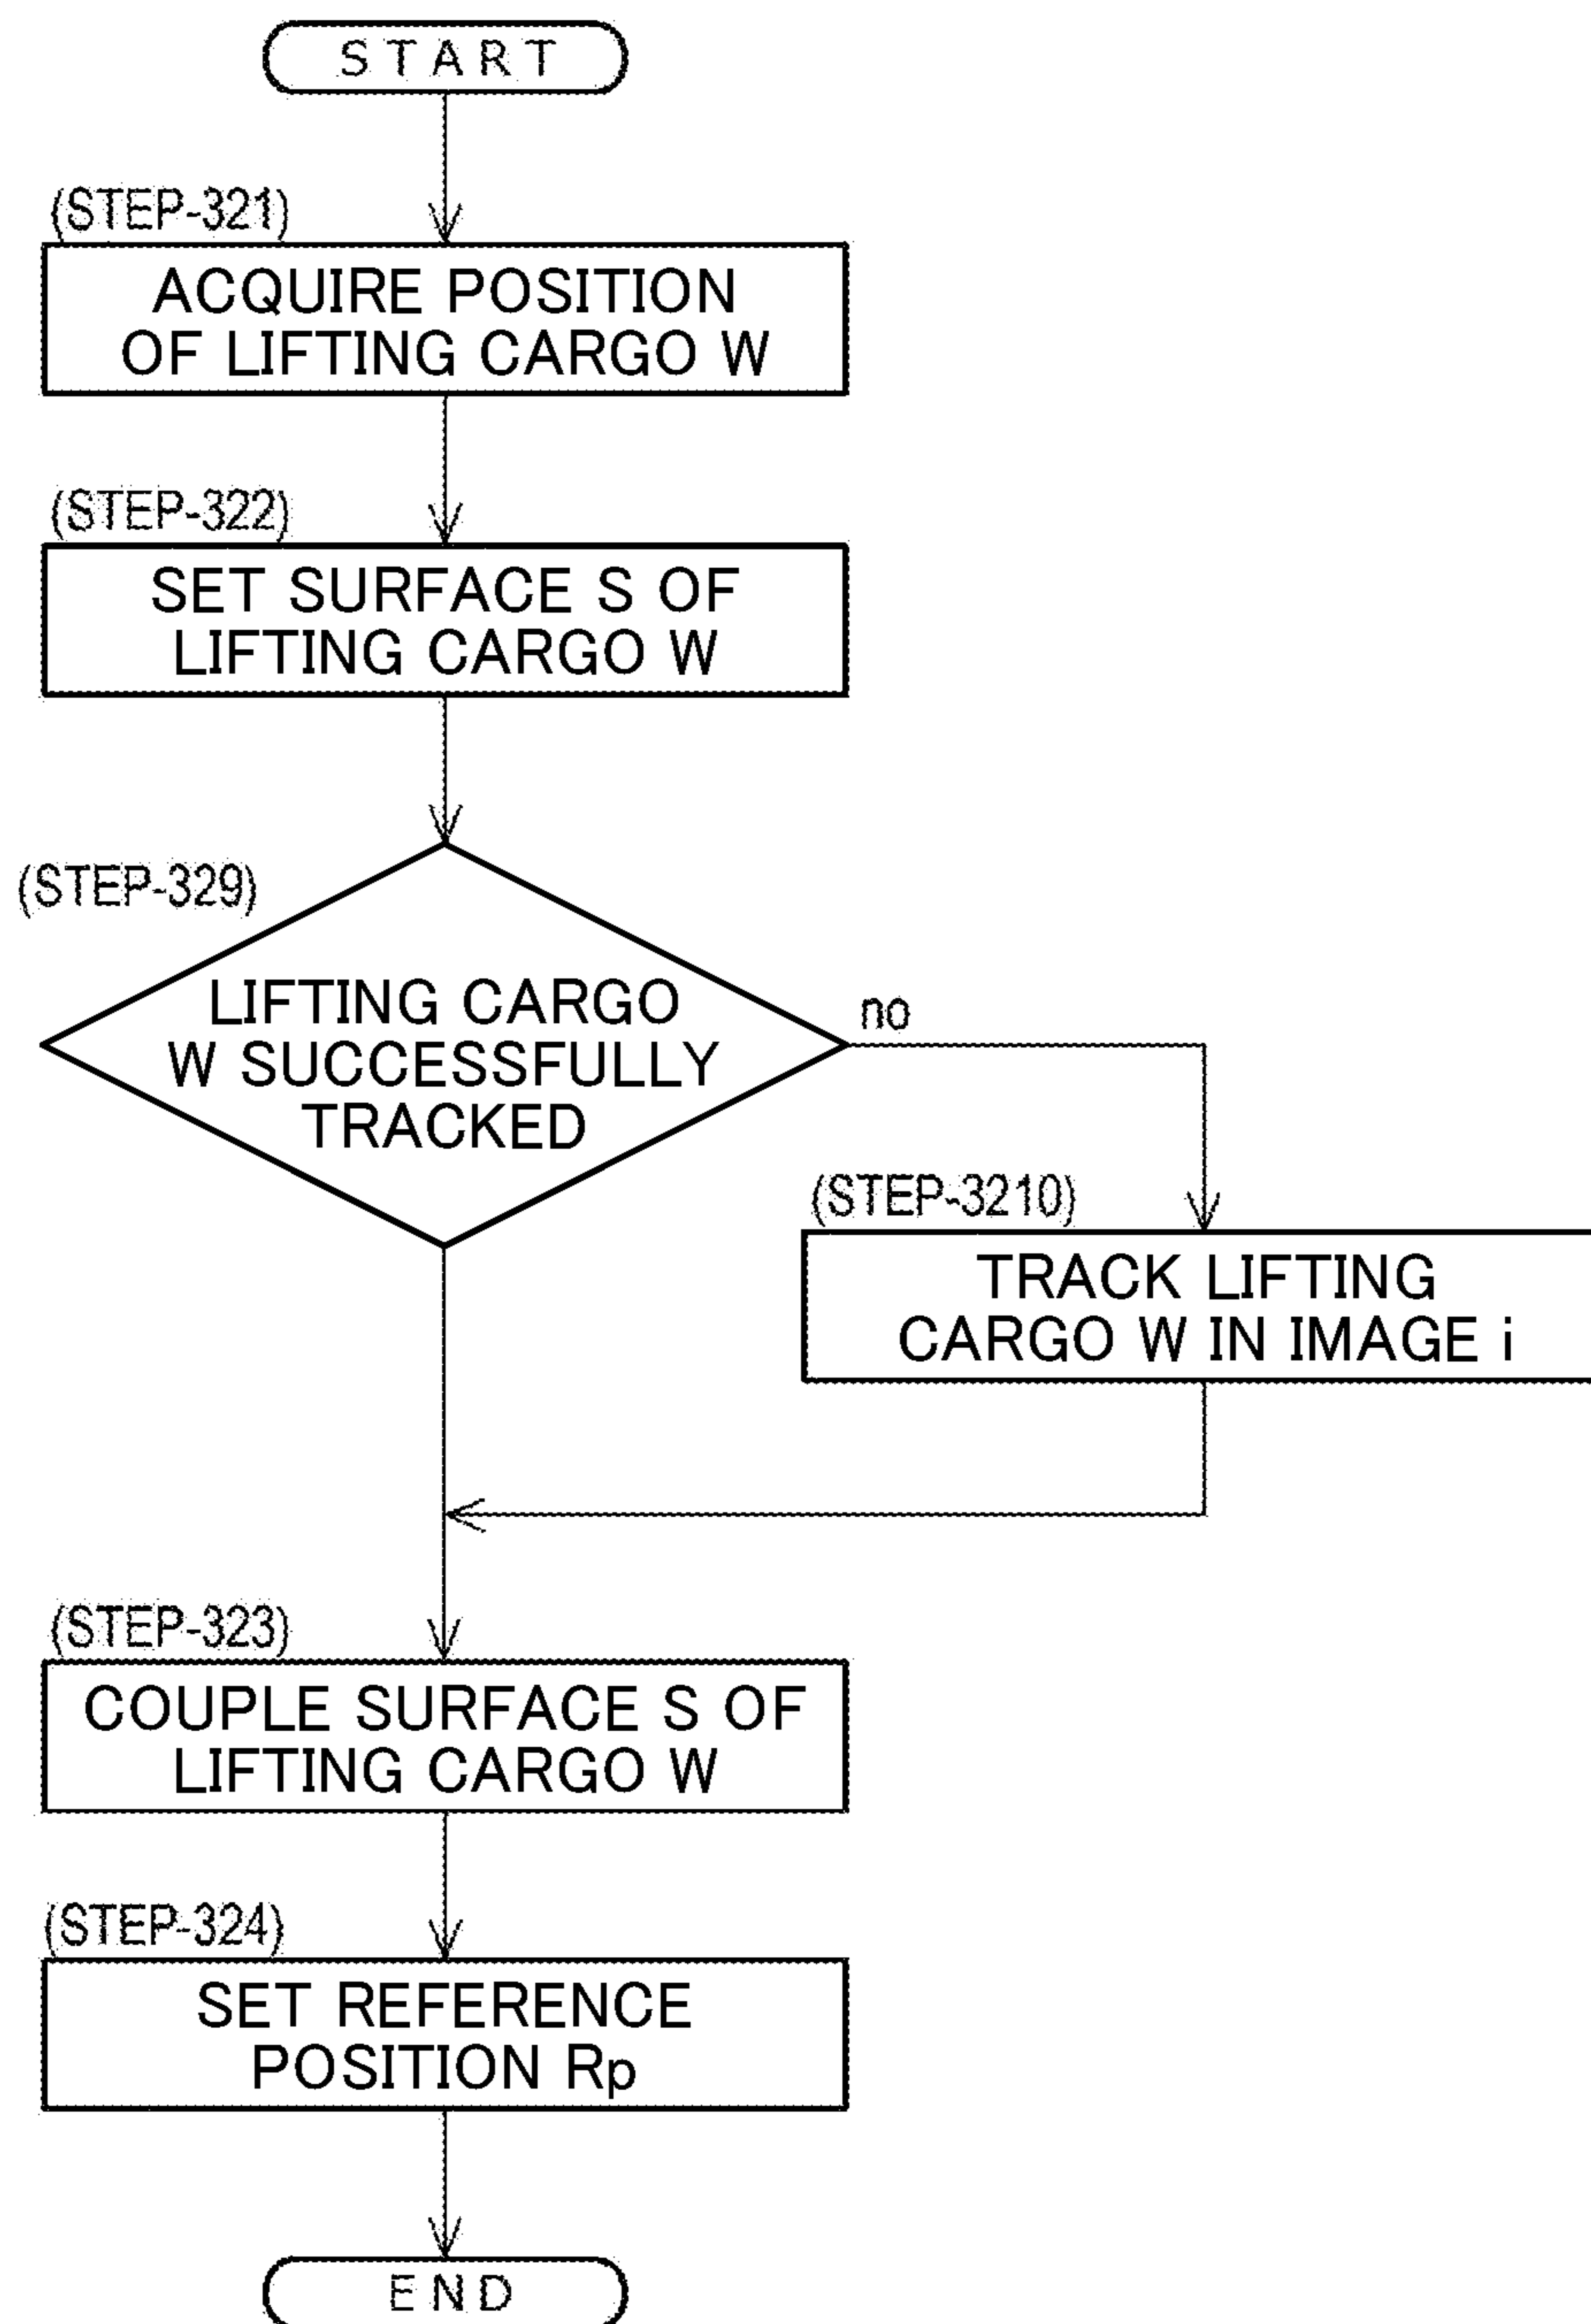 START
(STEP-321)
ACQUIRE POSITION
OF LIFTING CARGO W
(STEP-322)
SET SURFACE S OF
LIFTING CARGO W
(STEP-329)
LIFTING CARGO
W SUCCESSFULLY
TRACKED
no
(STEP-3210)
TRACK LIFTING
CARGO W IN IMAGE i
(STEP-323)
COUPLE SURFACE S OF
LIFTING CARGO W
(STEP-324)
SET REFERENCE
POSITION Rp
END